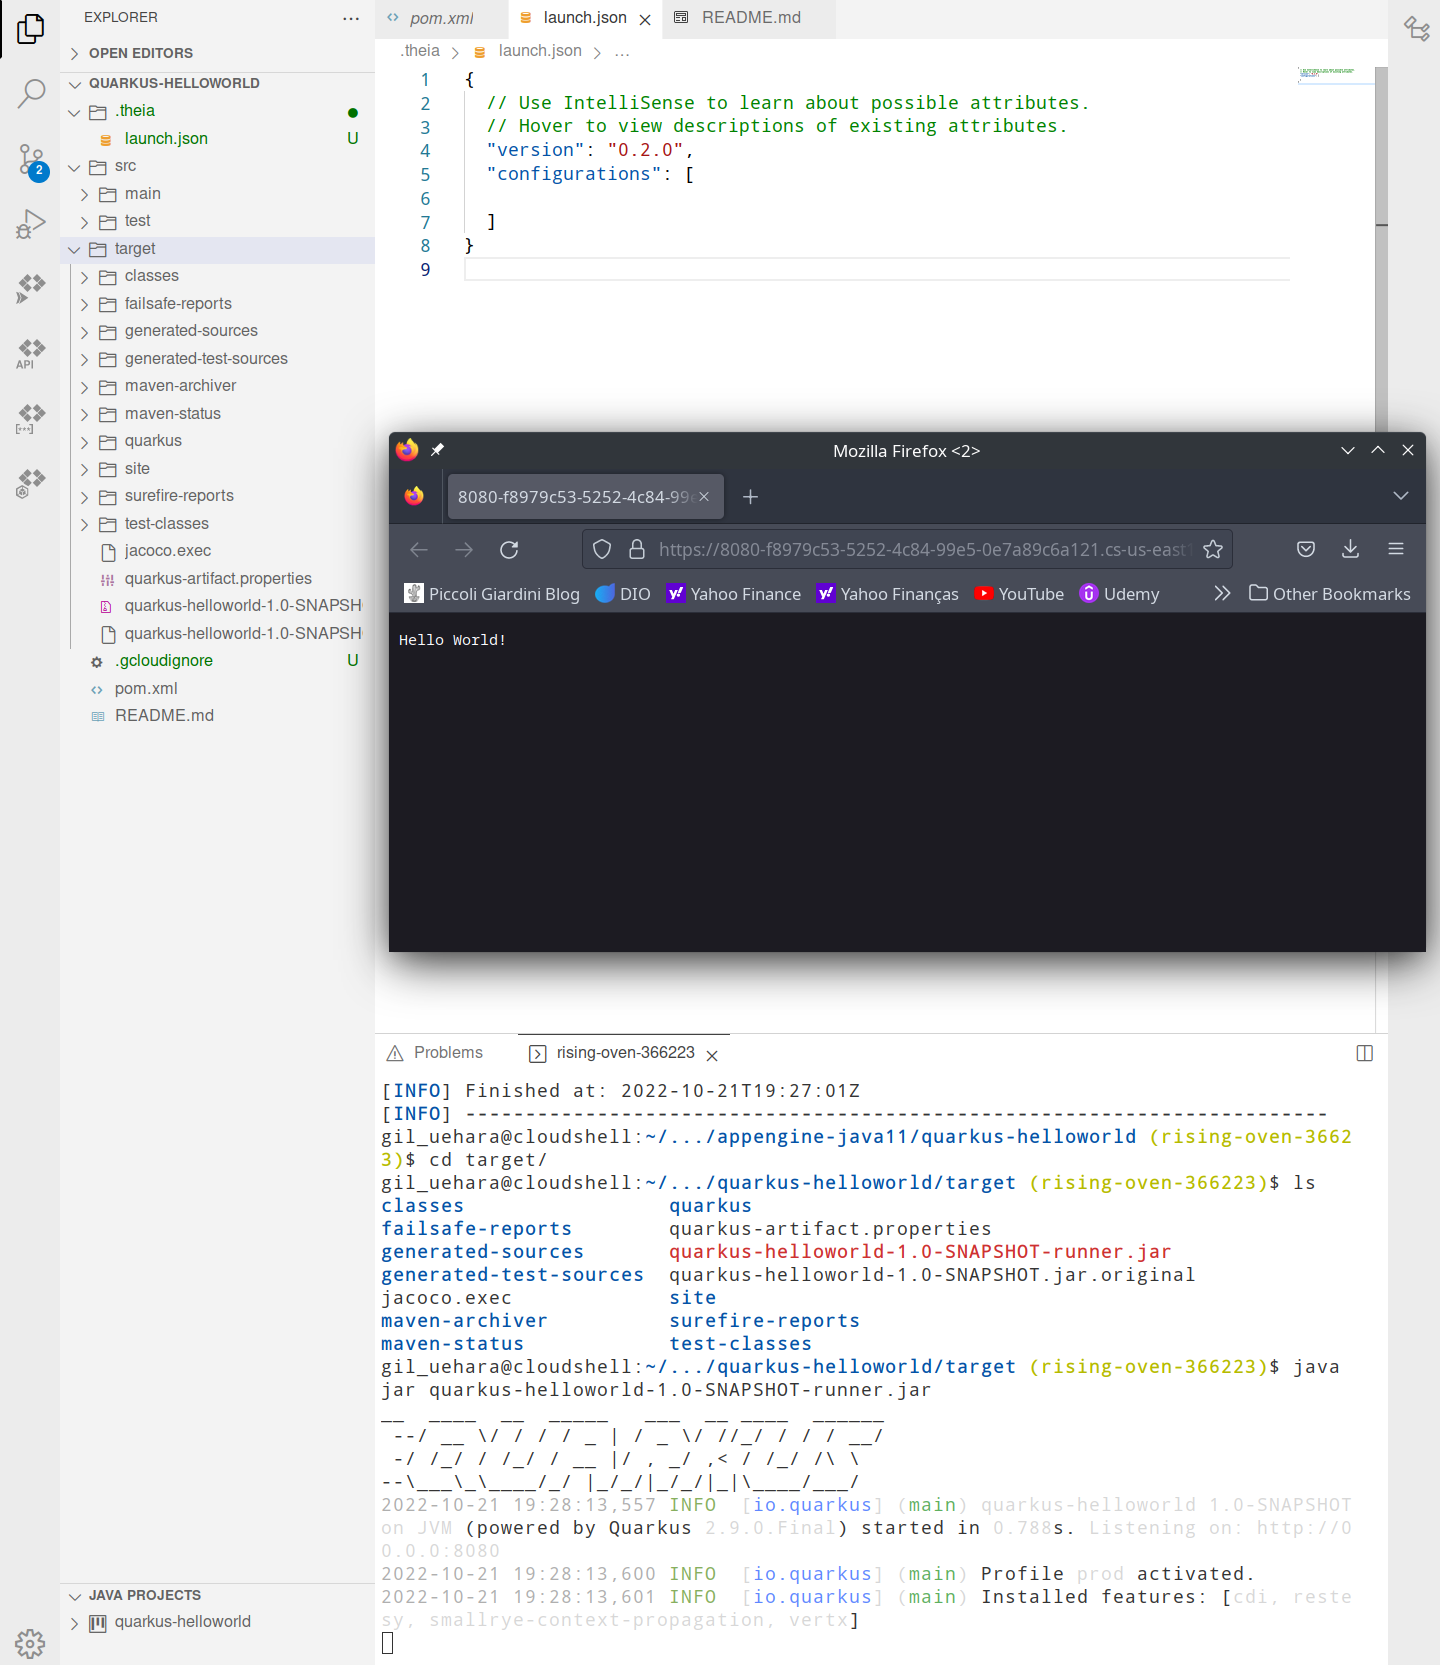 EXPLORER
OPEN EDITORS
QUARKUS-HELLOWORLD
.theia
launch.json U
src
main
test
target
classes
failsafe-reports
generated-sources
generated-test-sources
maven-archiver
maven-status
quarkus
site
surefire-reports
test-classes
jacoco.exec
quarkus-artifact.properties
quarkus-helloworld-1.0-SNAPSH
quarkus-helloworld-1.0-SNAPSH
.gcloudignore U
pom.xml
README.md
JAVA PROJECTS
quarkus-helloworld
2
API
pom.xml launch.json README.md
.theia > launch.json > ...
1 {
2 // Use IntelliSense to learn about possible attributes.
3 // Hover to view descriptions of existing attributes.
4 "version": "0.2.0",
5 "configurations": [
6
7 ]
8 }
9
Mozilla Firefox <2>
8080-f8979c53-5252-4c84-99e
https://8080-f8979c53-5252-4c84-99e5-0e7a89c6a121.cs-us-east1
Piccoli Giardini Blog DIO Yahoo Finance Yahoo Finanças YouTube Udemy Other Bookmarks
Hello World!
Problems rising-oven-366223
[INFO] Finished at: 2022-10-21T19:27:01Z
[INFO] ------------------------------------------------------------------------
gil_uehara@cloudshell:~/.../appengine-java11/quarkus-helloworld (rising-oven-3662
3)$ cd target/
gil_uehara@cloudshell:~/.../quarkus-helloworld/target (rising-oven-366223)$ ls
classes quarkus
failsafe-reports quarkus-artifact.properties
generated-sources quarkus-helloworld-1.0-SNAPSHOT-runner.jar
generated-test-sources quarkus-helloworld-1.0-SNAPSHOT.jar.original
jacoco.exec site
maven-archiver surefire-reports
maven-status test-classes
gil_uehara@cloudshell:~/.../quarkus-helloworld/target (rising-oven-366223)$ java
jar quarkus-helloworld-1.0-SNAPSHOT-runner.jar
__  ____  __  _____   ___  __ ____  ______
 --/ __ \/ / / / _ | / _ \/ //_/ / / / __/
 -/ /_/ / /_/ / __ |/ , _/ ,< / /_/ /\ \
--\___\_\____/_/ |_/_/|_/_/|_|\____/___/
2022-10-21 19:28:13,557 INFO [io.quarkus] (main) quarkus-helloworld 1.0-SNAPSHOT
on JVM (powered by Quarkus 2.9.0.Final) started in 0.788s. Listening on: http://0
0.0.0:8080
2022-10-21 19:28:13,600 INFO [io.quarkus] (main) Profile prod activated.
2022-10-21 19:28:13,601 INFO [io.quarkus] (main) Installed features: [cdi, reste
sy, smallrye-context-propagation, vertx]